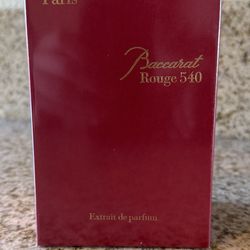 Paris
Baccarat
Rouge 540
Extrait de parfum